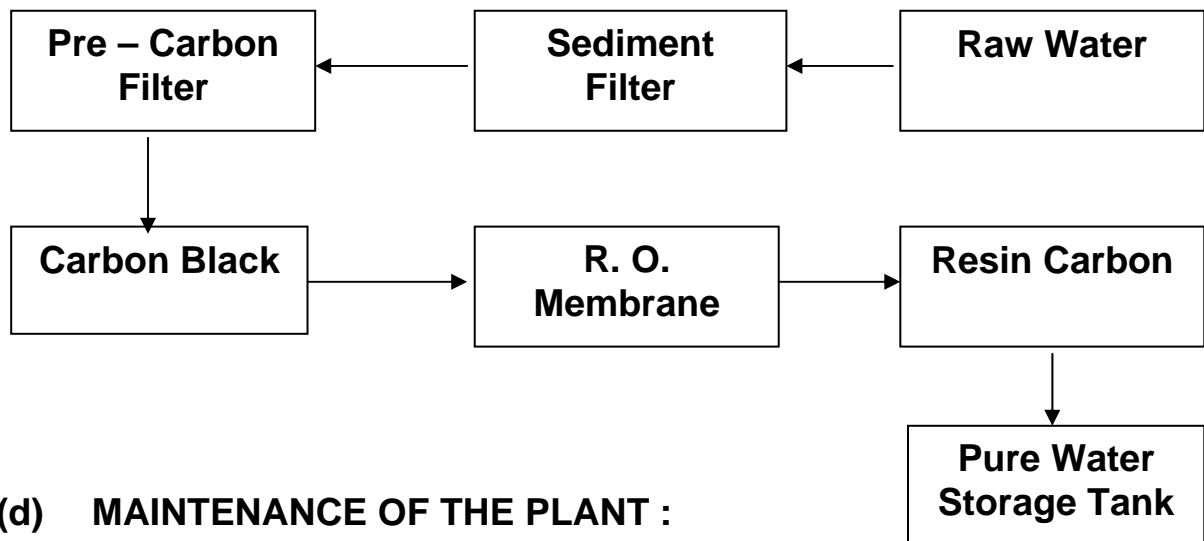 Pre – Carbon
Filter
Sediment
Filter
Raw Water
Carbon Black
R. O.
Membrane
Resin Carbon
Pure Water
Storage Tank
(d) MAINTENANCE OF THE PLANT :